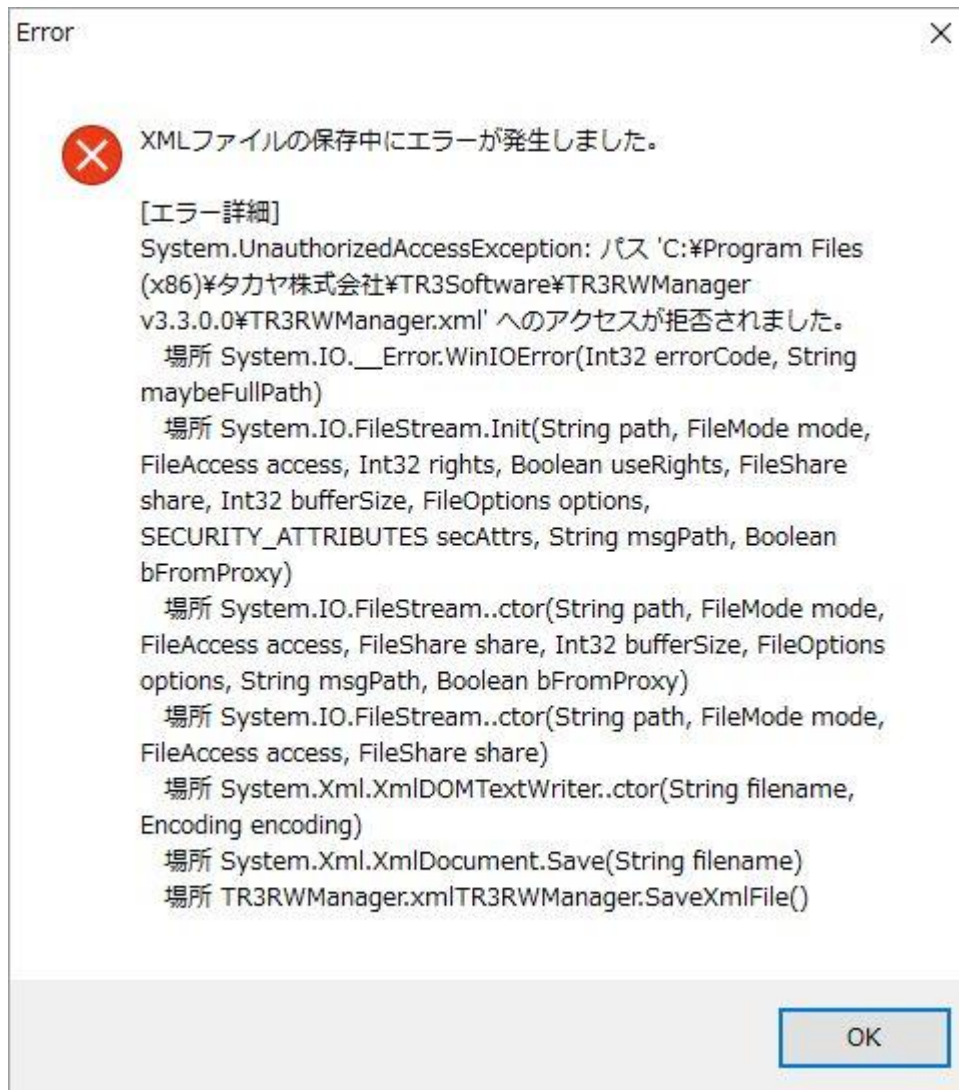 Error
XMLファイルの保存中にエラーが発生しました。
[エラー詳細]
System.UnauthorizedAccessException: パス 'C:¥Program Files
(x86)¥タカヤ株式会社¥TR3Software¥TR3RWManager
v3.3.0.0¥TR3RWManager.xml' へのアクセスが拒否されました。
場所 System.IO.__Error.WinIOError(Int32 errorCode, String
maybeFullPath)
場所 System.IO.FileStream.Init(String path, FileMode mode,
FileAccess access, Int32 rights, Boolean useRights, FileShare
share, Int32 bufferSize, FileOptions options,
SECURITY_ATTRIBUTES secAttrs, String msgPath, Boolean
bFromProxy)
場所 System.IO.FileStream..ctor(String path, FileMode mode,
FileAccess access, FileShare share, Int32 bufferSize, FileOptions
options, String msgPath, Boolean bFromProxy)
場所 System.IO.FileStream..ctor(String path, FileMode mode,
FileAccess access, FileShare share)
場所 System.Xml.XmlDOMTextWriter..ctor(String filename,
Encoding encoding)
場所 System.Xml.XmlDocument.Save(String filename)
場所 TR3RWManager.xmlTR3RWManager.SaveXmlFile()
OK